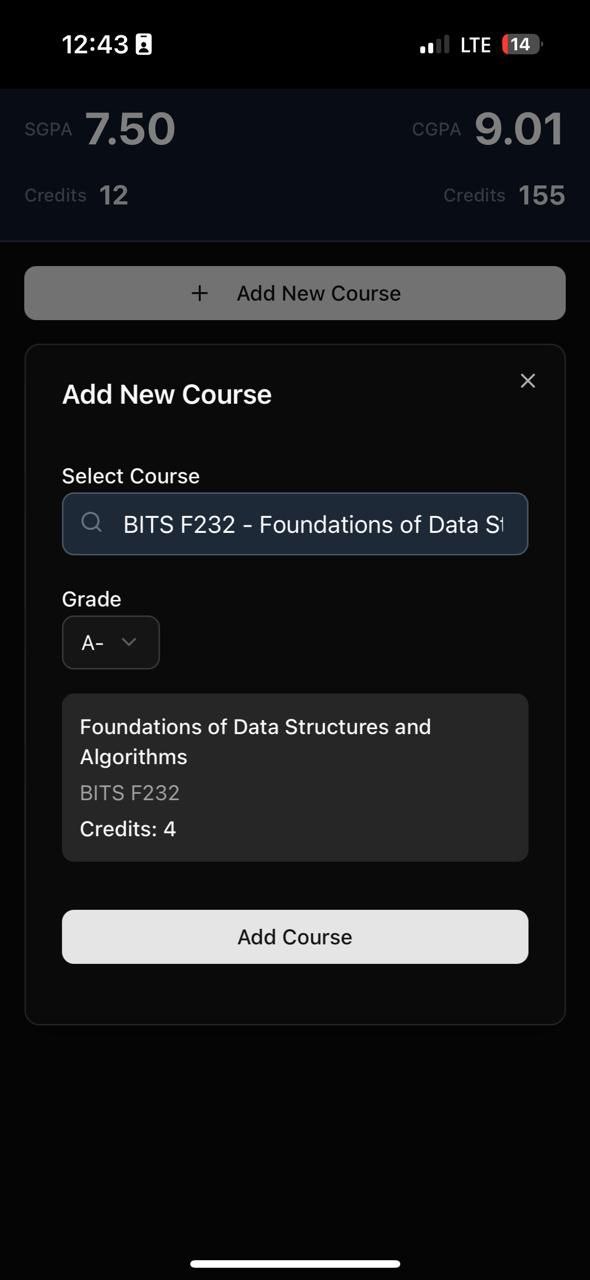 12:43
LTE 14
SGPA 7.50 CGPA 9.01
Credits 12 Credits 155
+ Add New Course
Add New Course
Select Course
BITS F232 - Foundations of Data St
Grade
A-
Foundations of Data Structures and
Algorithms
BITS F232
Credits: 4
Add Course